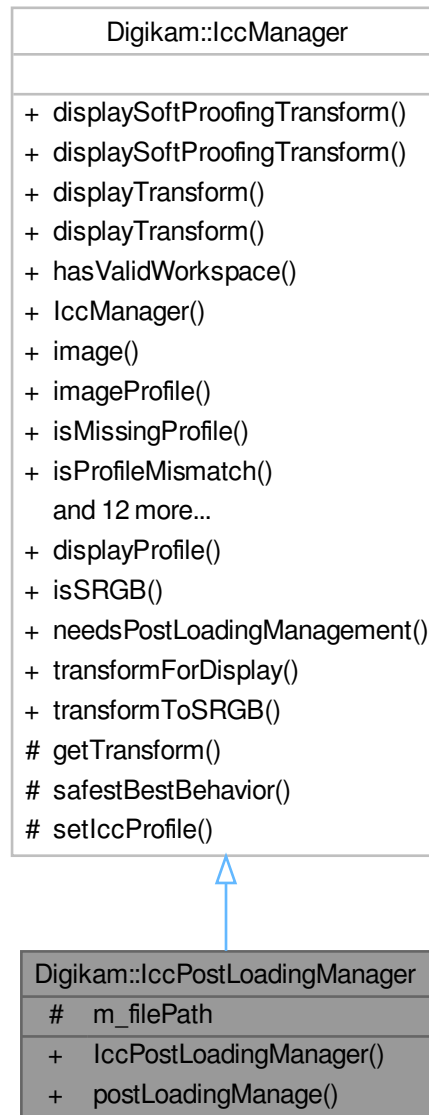 Digikam::IccManager
+ displaySoftProofingTransform()
+ displaySoftProofingTransform()
+ displayTransform()
+ displayTransform()
+ hasValidWorkspace()
+ IccManager()
+ image()
+ imageProfile()
+ isMissingProfile()
+ isProfileMismatch()
and 12 more...
+ displayProfile()
+ isSRGB()
+ needsPostLoadingManagement()
+ transformForDisplay()
+ transformToSRGB()
# getTransform()
# safestBestBehavior()
# setIccProfile()
Digikam::IccPostLoadingManager
# m_filePath
+ IccPostLoadingManager()
+ postLoadingManage()